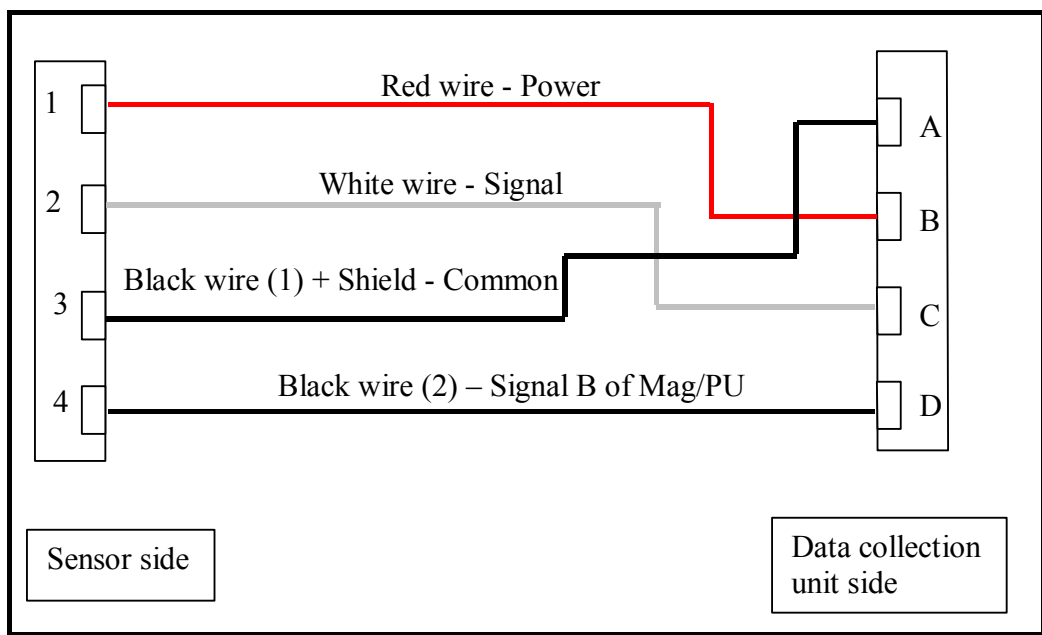 Red wire - Power
1
A
White wire - Signal
2
B
Black wire (1) + Shield - Common
3
C
Black wire (2) – Signal B of Mag/PU
4
D
Sensor side
Data collection
unit side